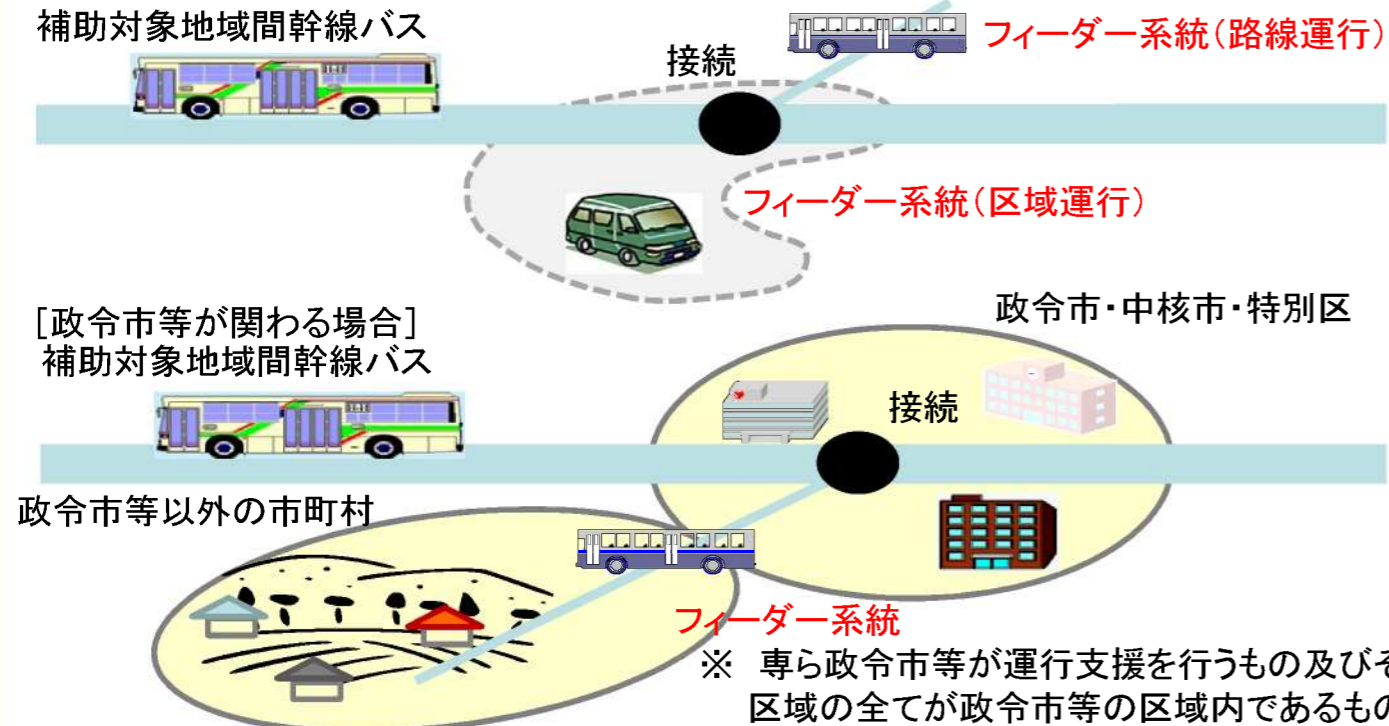 補助対象地域間幹線バス
フィーダー系統(路線運行)
接続
フィーダー系統(区域運行)
政令市・中核市・特別区
[政令市等が関わる場合]
補助対象地域間幹線バス
接続
政令市等以外の市町村
フィーダー系統
※ 専ら政令市等が運行支援を行うもの及びそ
区域の全てが政令市等の区域内であるもの